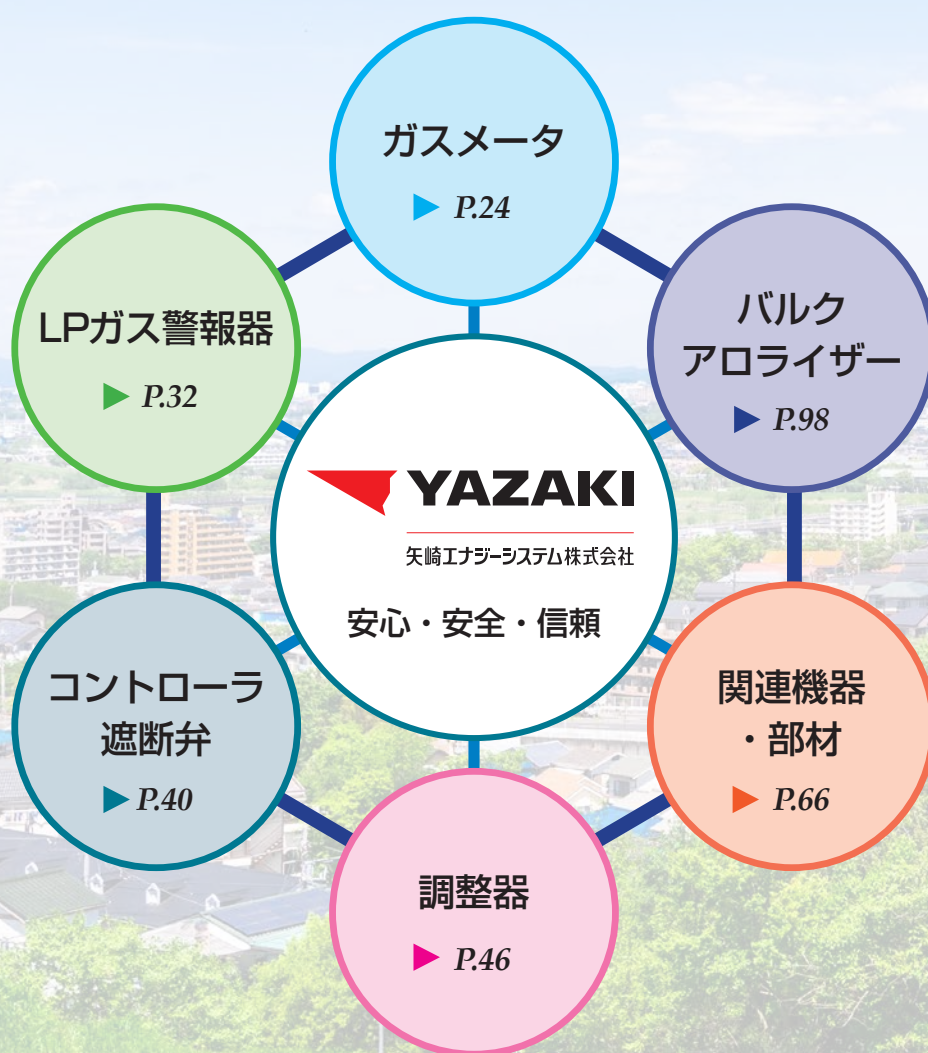 ガスメータ
▶ P.24
LPガス警報器
▶ P.32
バルク
アロライザー
▶ P.98
YAZAKI
矢崎エナジーシステム株式会社
安心・安全・信頼
コントローラ
遮断弁
▶ P.40
関連機器
・部材
▶ P.66
調整器
▶ P.46